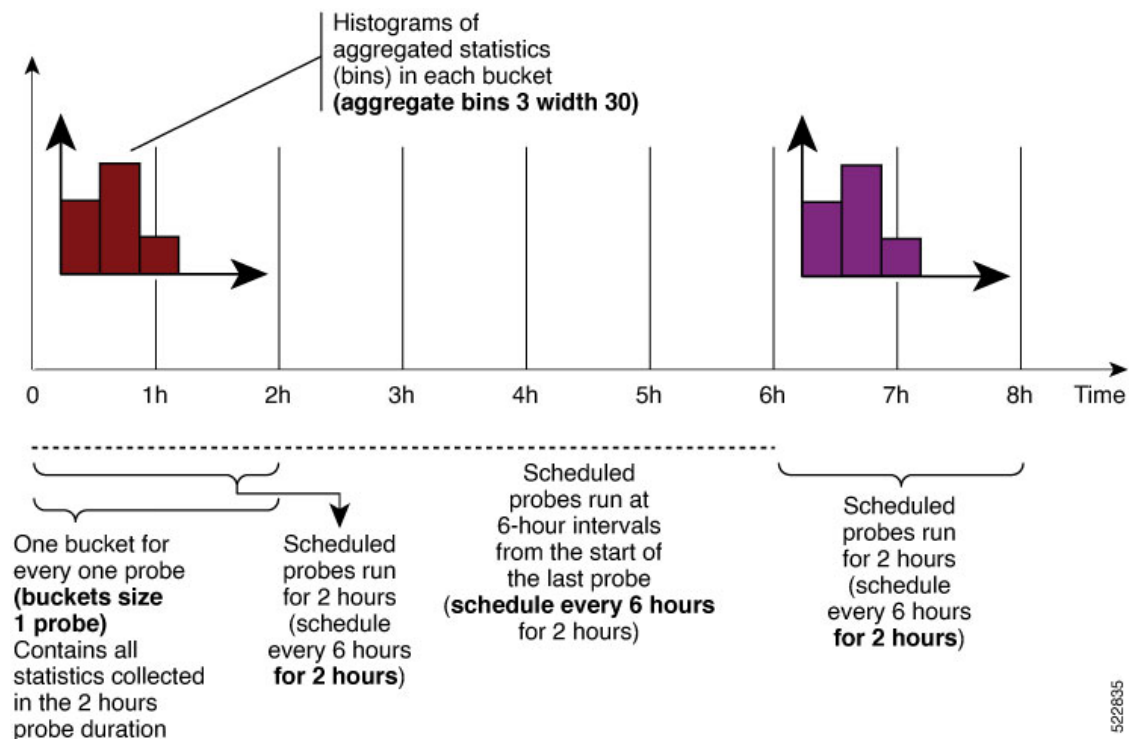 Histograms of
aggregated statistics
(bins) in each bucket
(aggregate bins 3 width 30)
0
1h
2h
3h
4h
5h
6h
7h
8h
Time
One bucket for
every one probe
(buckets size
1 probe)
Contains all
statistics collected
in the 2 hours
probe duration
Scheduled
probes run
for 2 hours
(schedule
every 6 hours
for 2 hours)
Scheduled
probes run at
6-hour intervals
from the start of
the last probe
(schedule every 6 hours
for 2 hours)
Scheduled
probes run
for 2 hours
(schedule
every 6 hours
for 2 hours)
522835